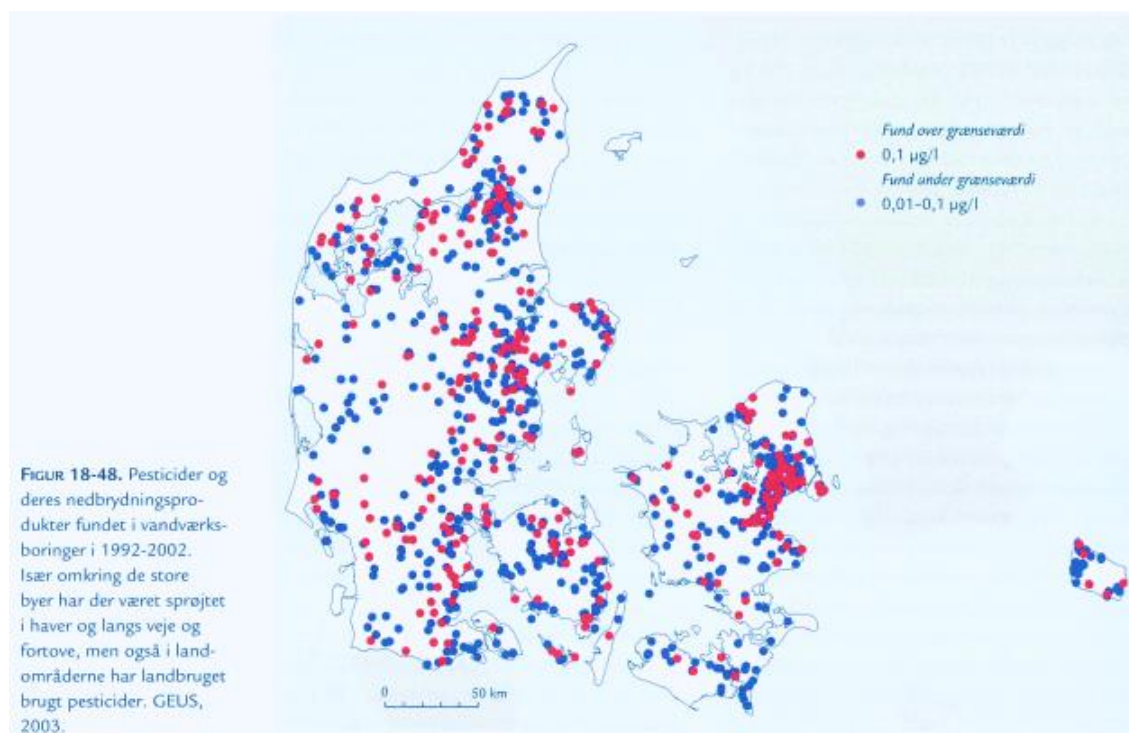 Fund over grænseværdi
0,1 µg/l
Fund under grænseværdi
0,01–0,1 µg/l
FIGUR 18-48. Pesticider og
deres nedbrydningspro-
dukter fundet i vandværks-
boringer i 1992-2002.
Især omkring de store
byer har der været sprøjtet
i haver og langs veje og
fortove, men også i land-
områderne har landbruget
brugt pesticider. GEUS,
2003.
0 50 km